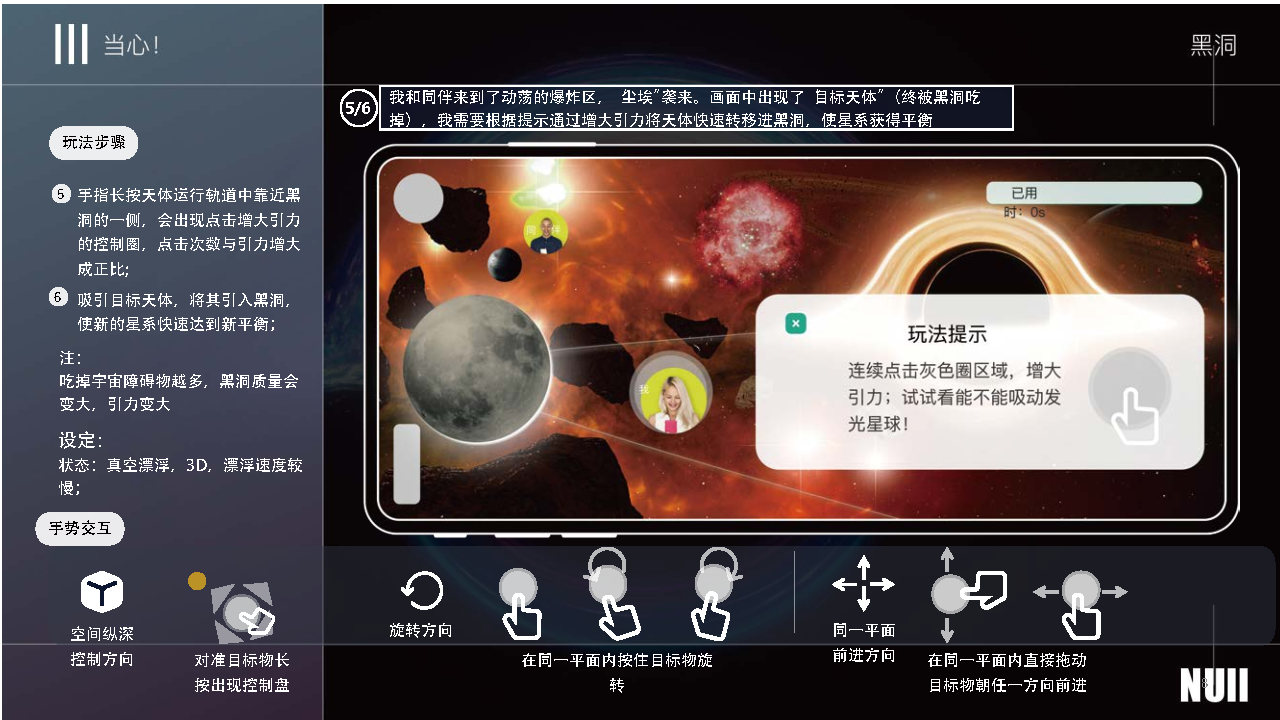 当心！
黑洞
玩法步骤
5 手指长按天体运行轨道中靠近黑
洞的一侧，会出现点击增大引力
的控制圈，点击次数与引力增大
成正比;
6 吸引目标天体，将其引入黑洞，
使新的星系快速达到新平衡；
注：
吃掉宇宙障碍物越多，黑洞质量会
变大，引力变大
设定：
状态：真空漂浮，3D，漂浮速度较
慢；
手势交互
空间纵深
控制方向
对准目标物长
按出现控制盘
5/6
我和同伴来到了动荡的爆炸区， 尘埃”袭来。画面中出现了 目标天体”（终被黑洞吃
掉），我需要根据提示通过增大引力将天体快速转移进黑洞，使星系获得平衡
已用
时：0s
同伴
我
玩法提示
连续点击灰色圈区域，增大
引力；试试看能不能吸动发
光星球！
旋转方向
在同一平面内按住目标物旋
转
同一平面
前进方向
在同一平面内直接拖动
目标物朝任一方向前进
NUII